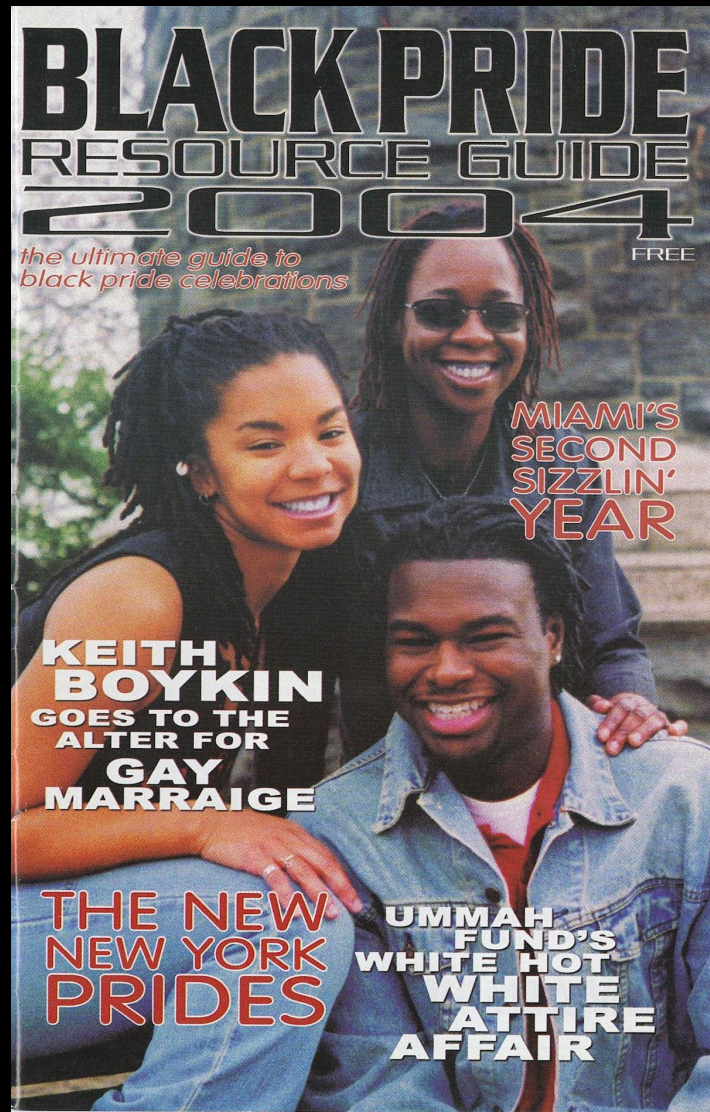 BLACK PRIDE
RESOURCE GUIDE
2004
FREE
the ultimate guide to
black pride celebrations
MIAMI'S
SECOND
SIZZLIN'
YEAR
KEITH
BOYKIN
GOES TO THE
ALTER FOR
GAY
MARRAIGE
THE NEW
NEW YORK
PRIDES
UMMAH
FUND'S
WHITE HOT
WHITE
ATTIRE
AFFAIR